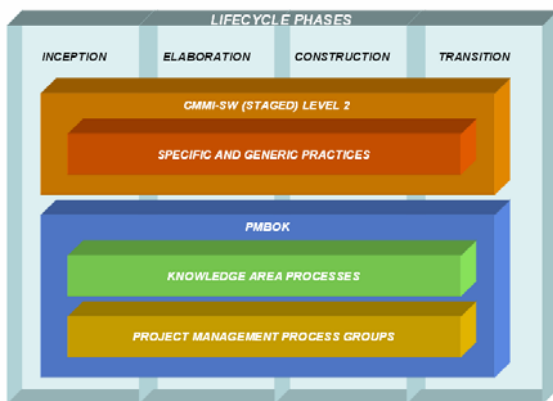 LIFECYCLE PHASES
INCEPTION ELABORATION CONSTRUCTION TRANSITION
CMMI-SW (STAGED) LEVEL 2
SPECIFIC AND GENERIC PRACTICES
PMBOK
KNOWLEDGE AREA PROCESSES
PROJECT MANAGEMENT PROCESS GROUPS